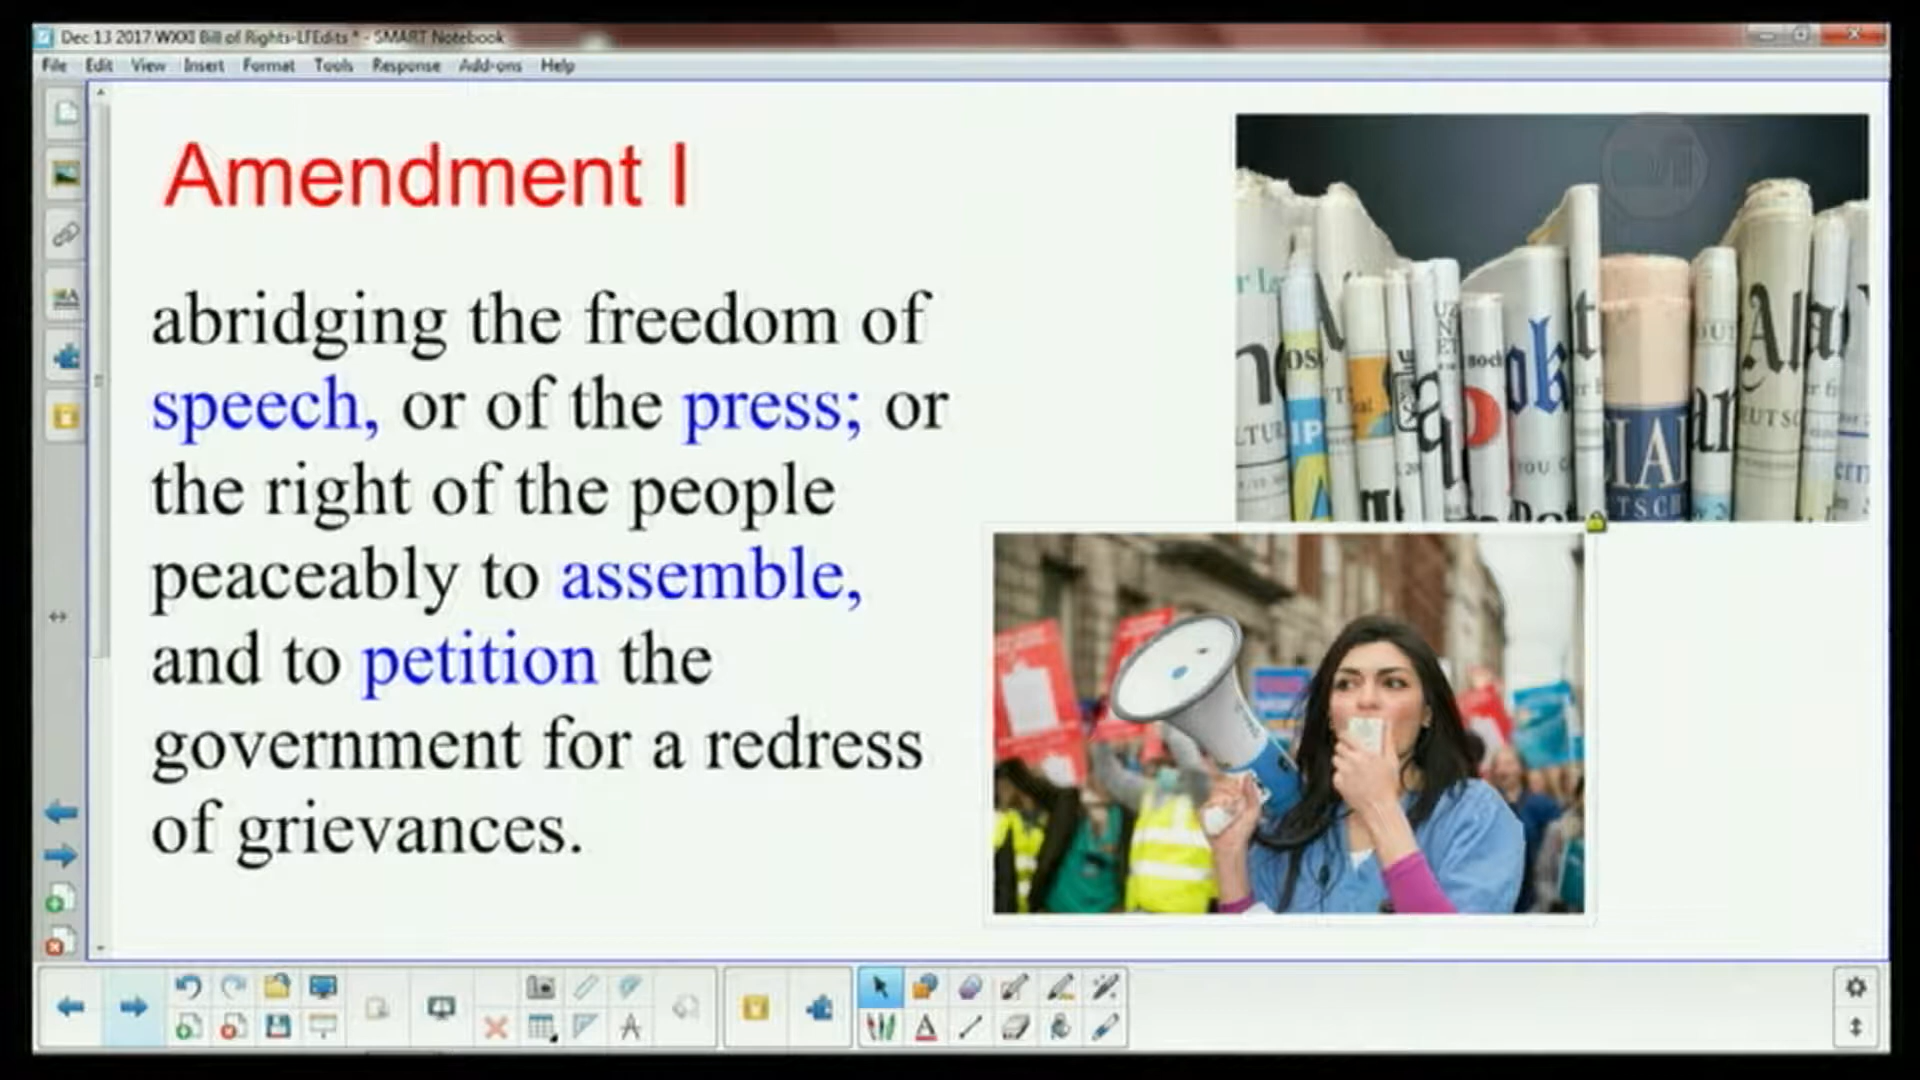 Dec 13 2017 WXXI Bill of Rights-LFEdits * - SMART Notebook
File Edit View Insert Format Tools Response Add-ons Help
Amendment I
abridging the freedom of
speech, or of the press; or
the right of the people
peaceably to assemble,
and to petition the
government for a redress
of grievances.